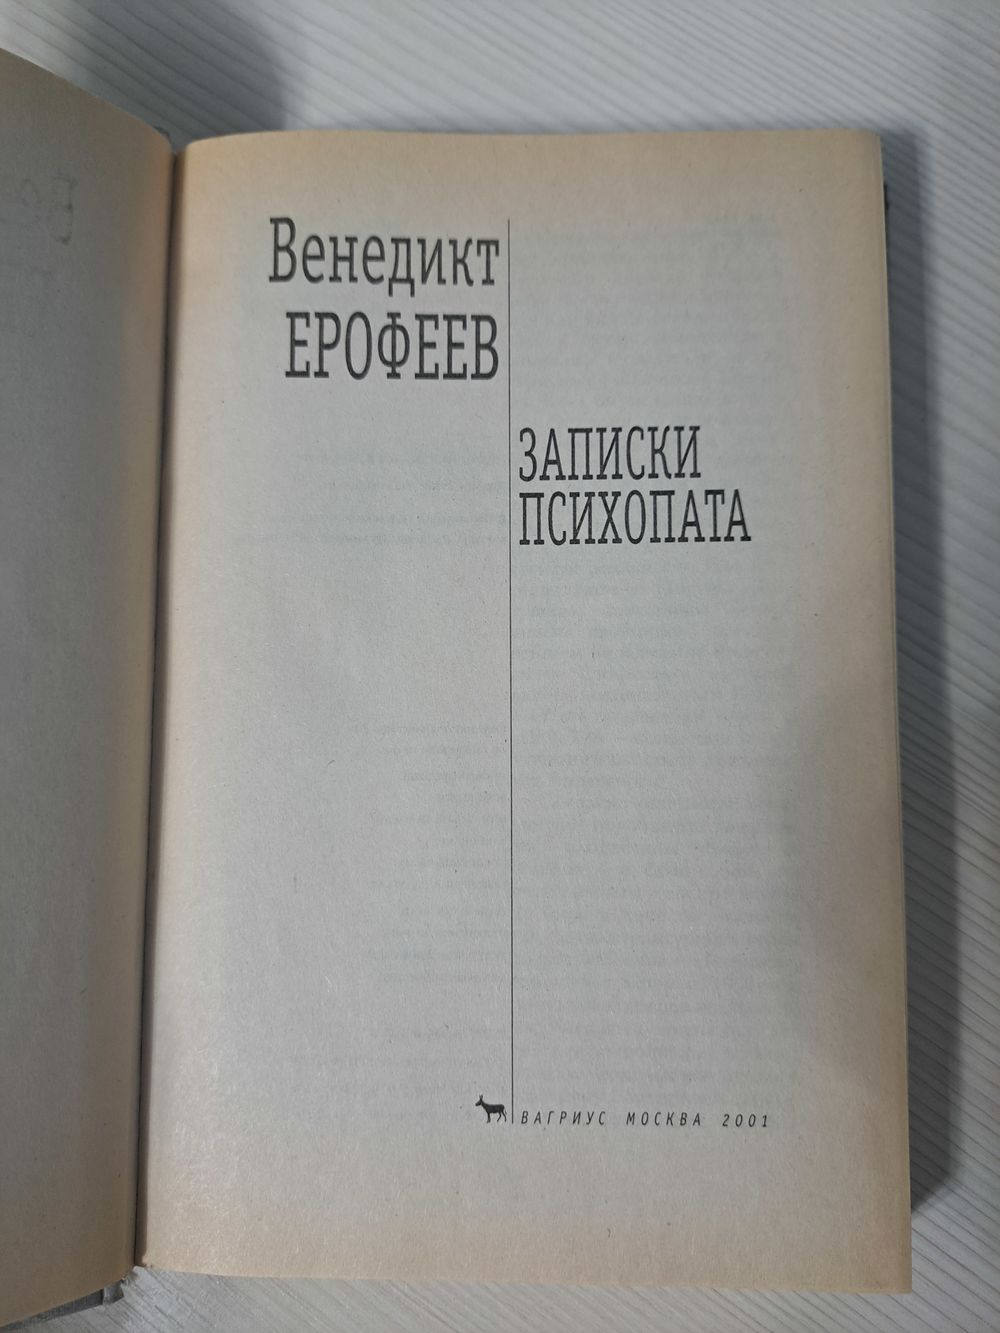 Венедикт
ЕРОФЕЕВ
ЗАПИСКИ
ПСИХОПАТА
ВАГРИУС МОСКВА 2001